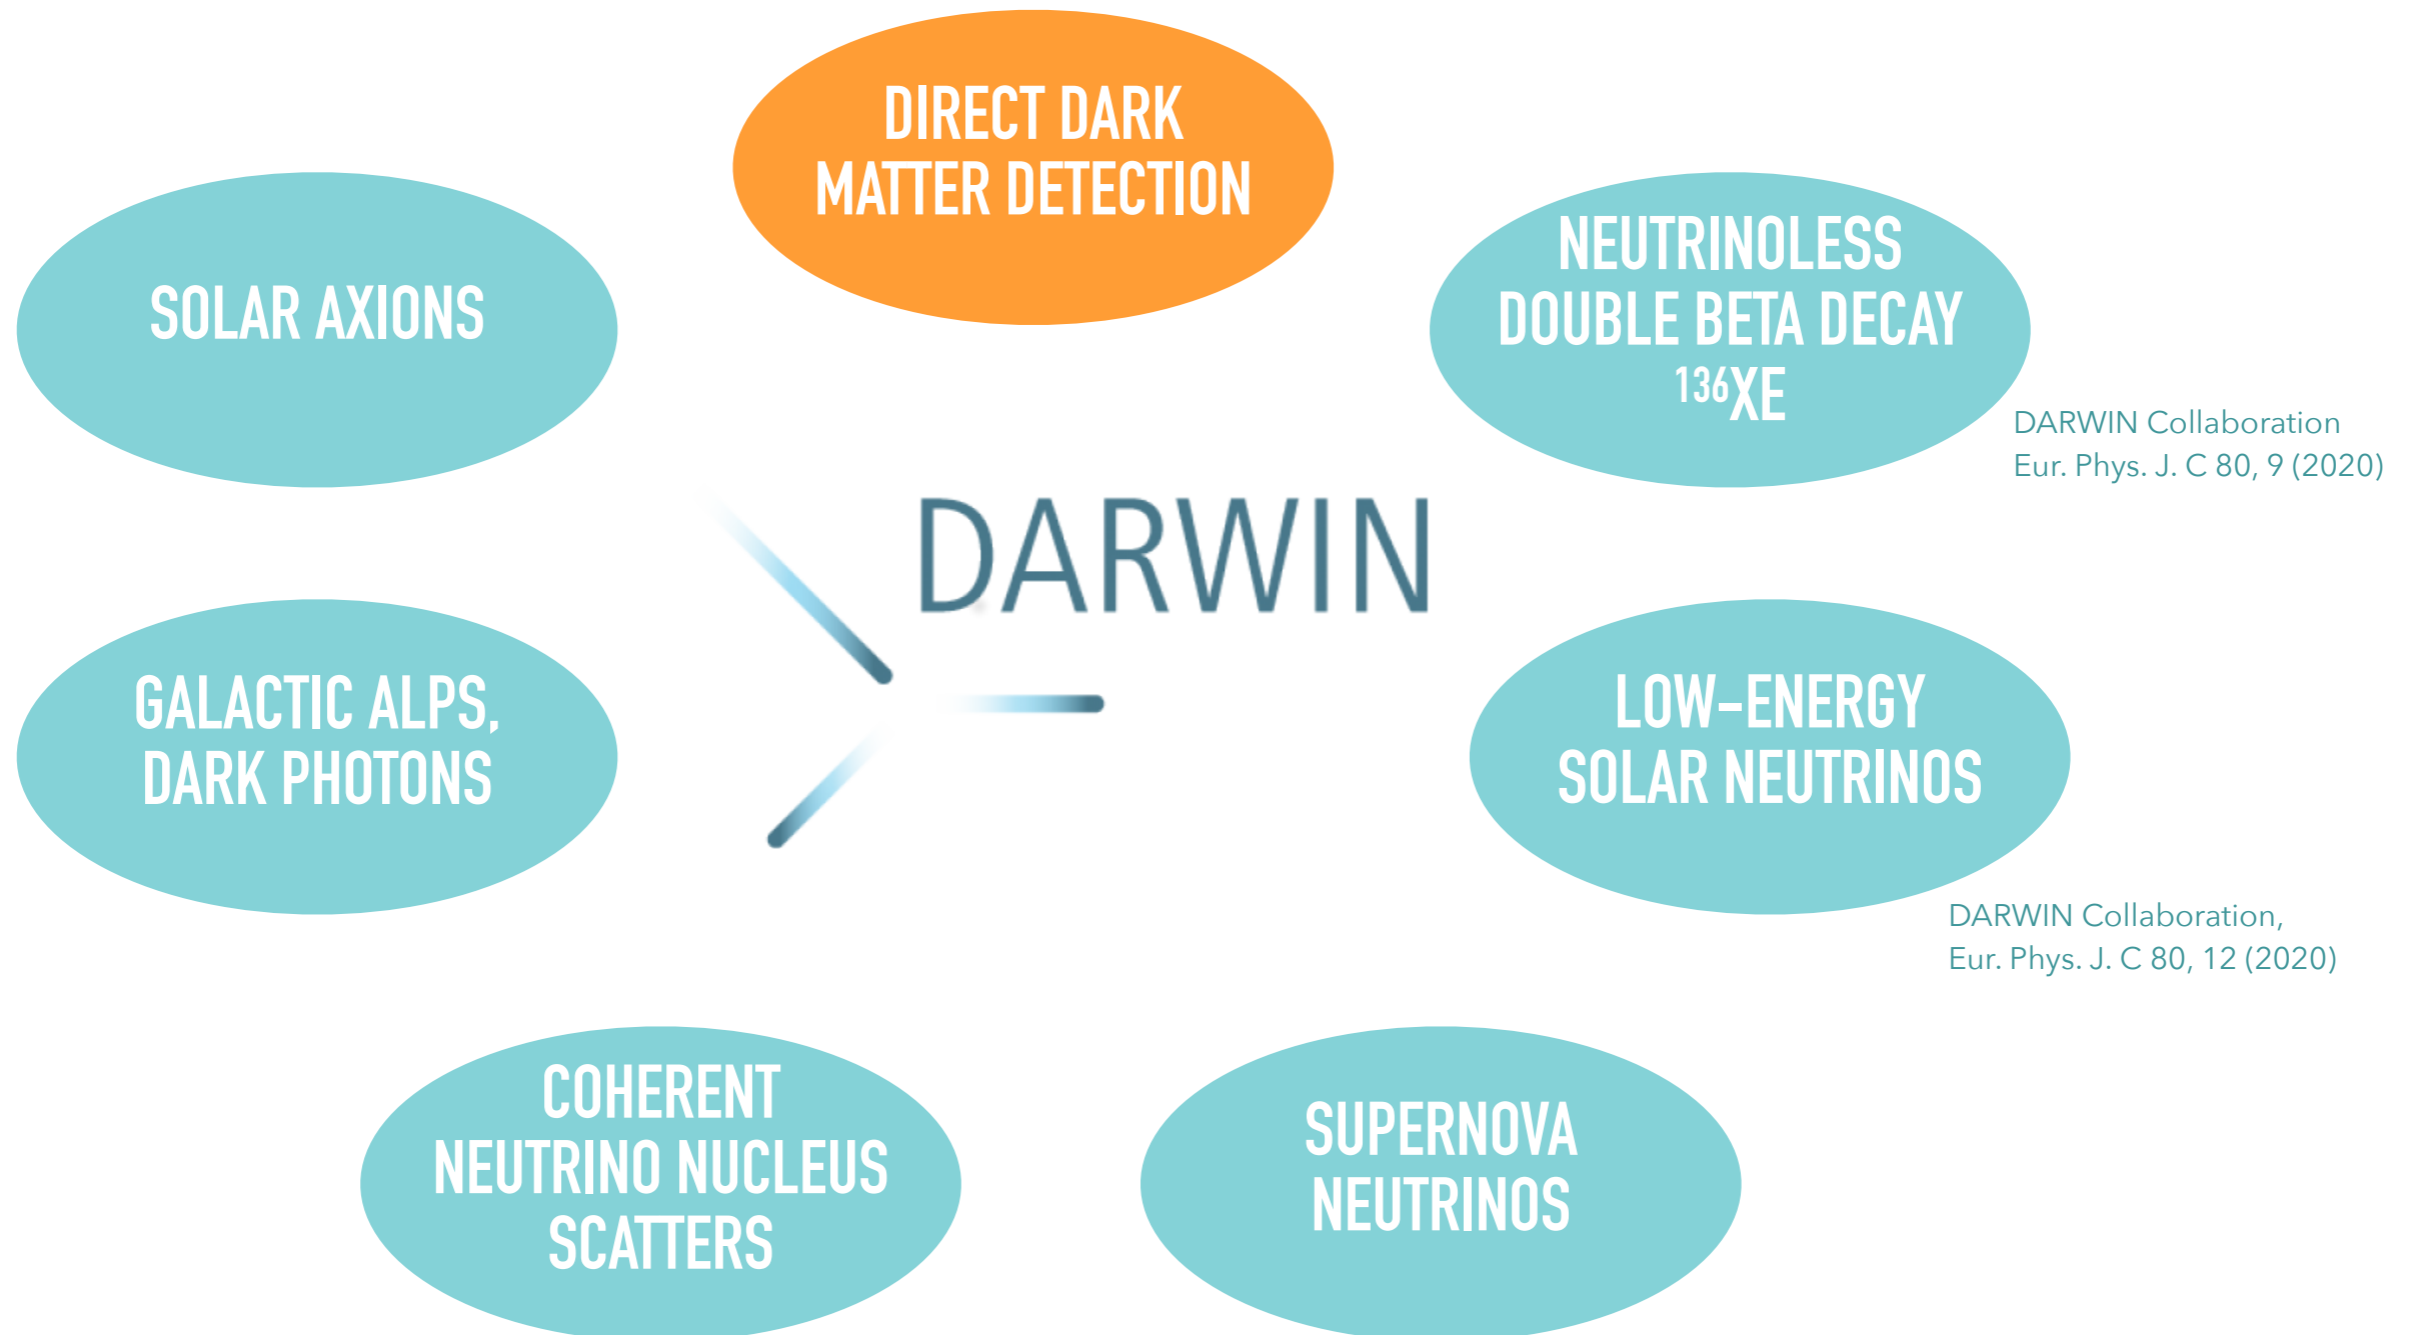 DIRECT DARK
MATTER DETECTION
SOLAR AXIONS
NEUTRINOLESS
DOUBLE BETA DECAY
¹³⁶XE
DARWIN Collaboration
Eur. Phys. J. C 80, 9 (2020)
DARWIN
GALACTIC ALPS,
DARK PHOTONS
LOW-ENERGY
SOLAR NEUTRINOS
DARWIN Collaboration,
Eur. Phys. J. C 80, 12 (2020)
COHERENT
NEUTRINO NUCLEUS
SCATTERS
SUPERNOVA
NEUTRINOS